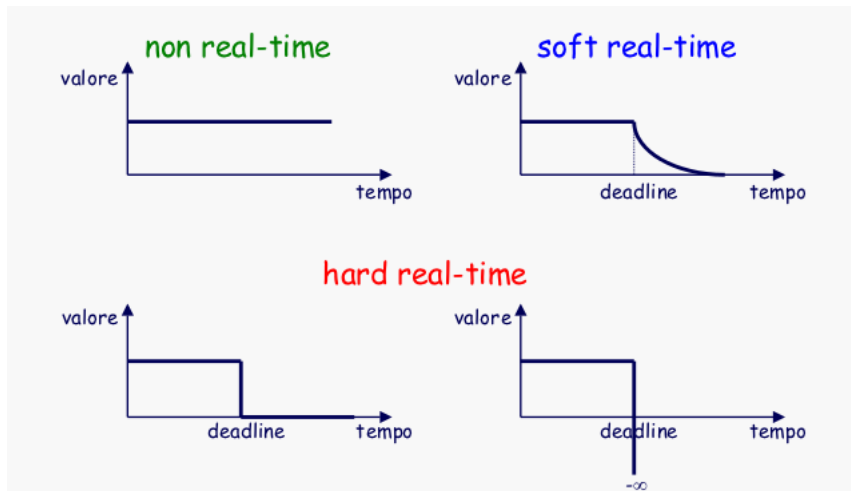 non real-time
soft real-time
valore
valore
tempo
deadline
tempo
hard real-time
valore
valore
deadline
tempo
deadline
tempo
-∞